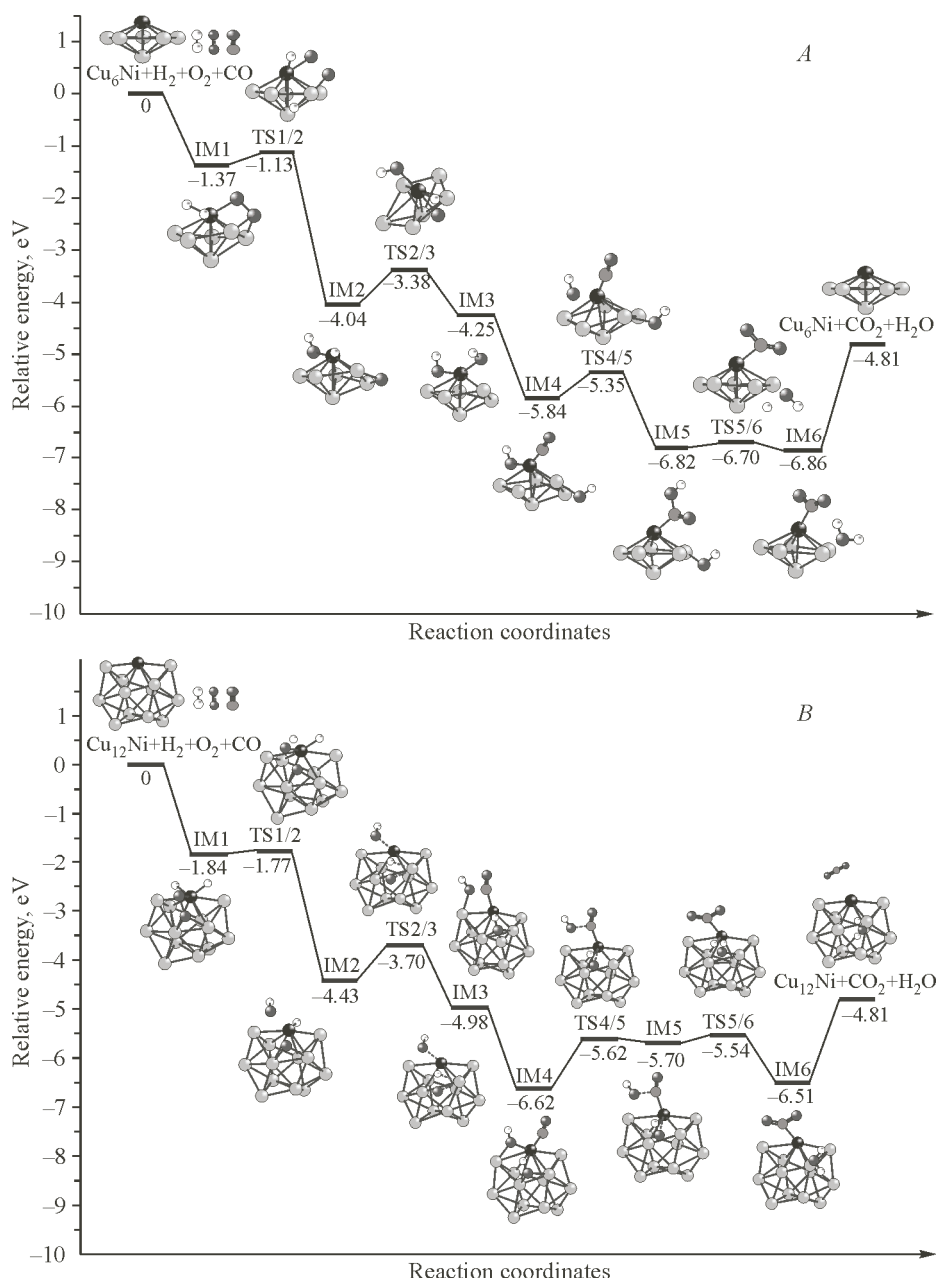 A
1
0
–1
–2
–3
–4
–5
–6
–7
–8
–9
–10
Relative energy, eV
Cu6Ni+H2+O2+CO
0
IM1
–1.37
TS1/2
–1.13
IM2
–4.04
TS2/3
–3.38
IM3
–4.25
IM4
–5.84
TS4/5
–5.35
IM5
–6.82
TS5/6
–6.70
IM6
–6.86
Cu6Ni+CO2+H2O
–4.81
Reaction coordinates
B
1
0
–1
–2
–3
–4
–5
–6
–7
–8
–9
–10
Relative energy, eV
Cu12Ni+H2+O2+CO
0
IM1
–1.84
TS1/2
–1.77
IM2
–4.43
TS2/3
–3.70
IM3
–4.98
IM4
–6.62
TS4/5
–5.62
IM5
–5.70
TS5/6
–5.54
IM6
–6.51
Cu12Ni+CO2+H2O
–4.81
Reaction coordinates